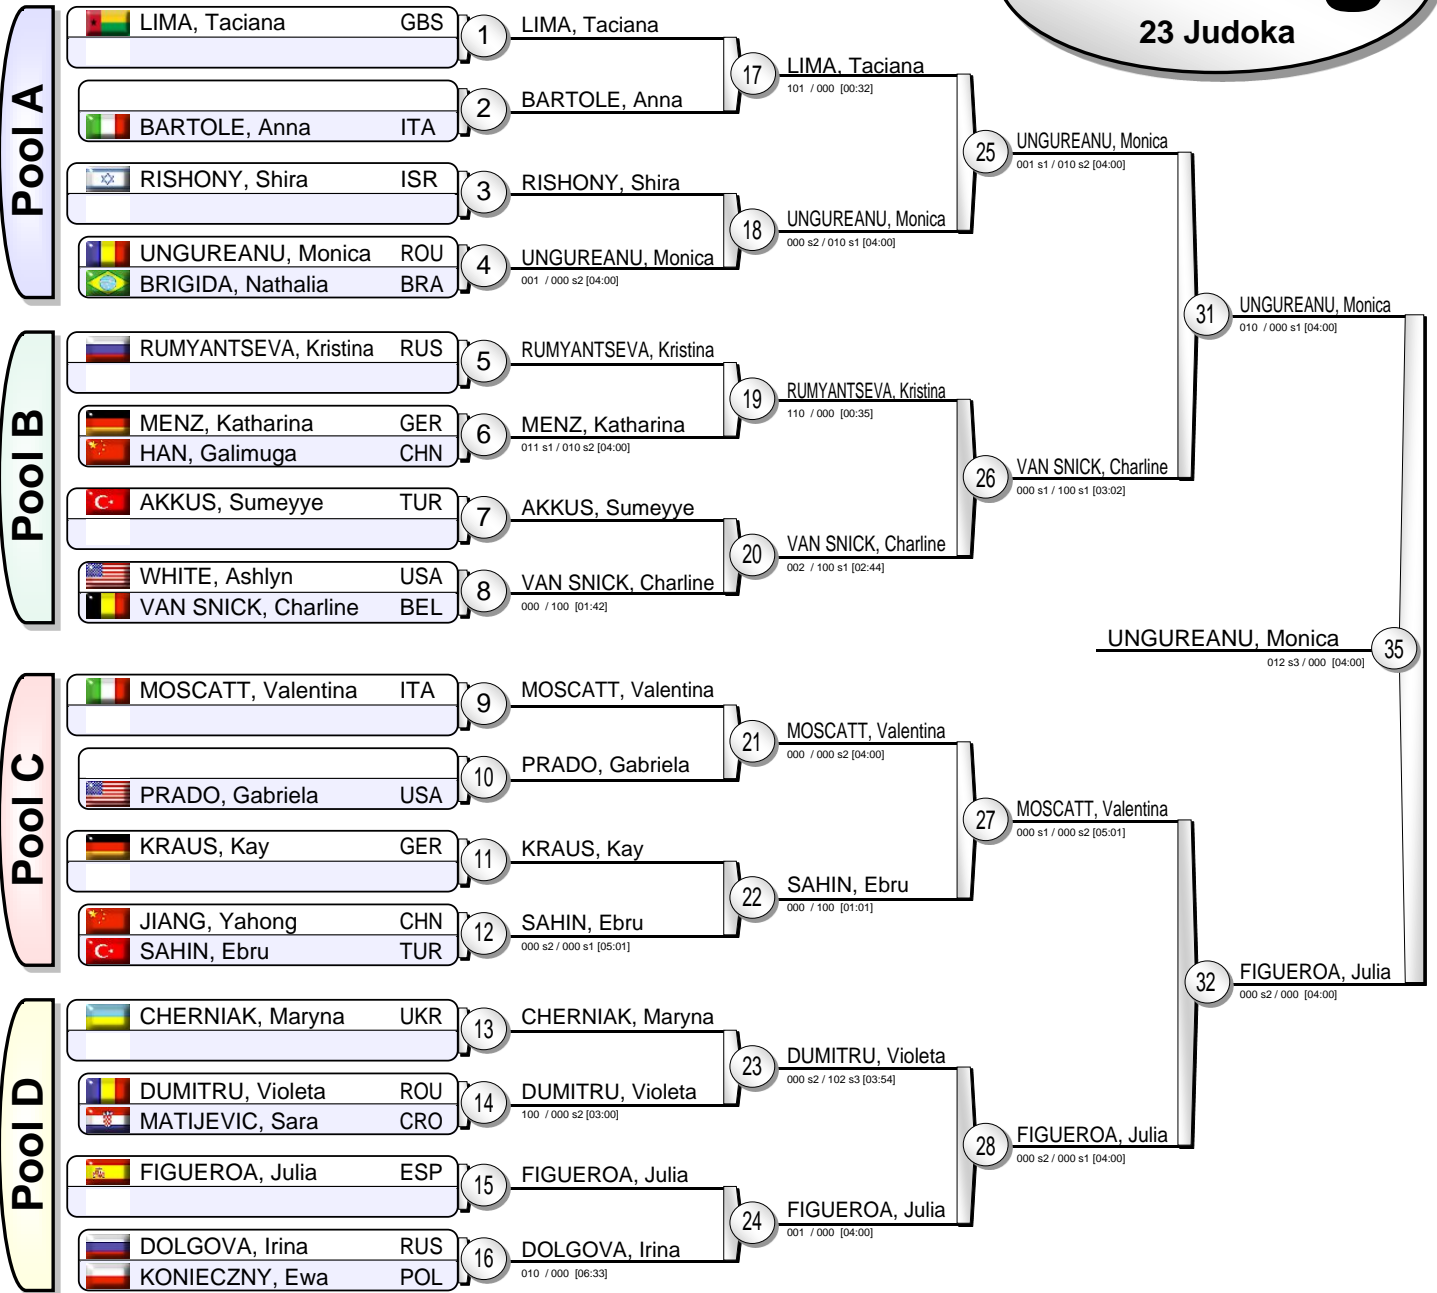 23 Judoka
Pool A
LIMA, Taciana GBS
1
LIMA, Taciana
2
BARTOLE, Anna ITA
BARTOLE, Anna
17
LIMA, Taciana
101 / 000 [00:32]
RISHONY, Shira ISR
3
RISHONY, Shira
UNGUREANU, Monica ROU
BRIGIDA, Nathalia BRA
4
UNGUREANU, Monica
001 / 000 s2 [04:00]
18
UNGUREANU, Monica
000 s2 / 010 s1 [04:00]
25
UNGUREANU, Monica
001 s1 / 010 s2 [04:00]
Pool B
RUMYANTSEVA, Kristina RUS
5
RUMYANTSEVA, Kristina
MENZ, Katharina GER
HAN, Galimuga CHN
6
MENZ, Katharina
011 s1 / 010 s2 [04:00]
19
RUMYANTSEVA, Kristina
110 / 000 [00:35]
AKKUS, Sumeyye TUR
7
AKKUS, Sumeyye
WHITE, Ashlyn USA
VAN SNICK, Charline BEL
8
VAN SNICK, Charline
000 / 100 [01:42]
20
VAN SNICK, Charline
002 / 100 s1 [02:44]
26
VAN SNICK, Charline
000 s1 / 100 s1 [03:02]
31
UNGUREANU, Monica
010 / 000 s1 [04:00]
UNGUREANU, Monica
012 s3 / 000 [04:00]
35
Pool C
MOSCATT, Valentina ITA
9
MOSCATT, Valentina
10
PRADO, Gabriela USA
PRADO, Gabriela
21
MOSCATT, Valentina
000 / 000 s2 [04:00]
KRAUS, Kay GER
11
KRAUS, Kay
JIANG, Yahong CHN
SAHIN, Ebru TUR
12
SAHIN, Ebru
000 s2 / 000 s1 [05:01]
22
SAHIN, Ebru
000 / 100 [01:01]
27
MOSCATT, Valentina
000 s1 / 000 s2 [05:01]
Pool D
CHERNIAK, Maryna UKR
13
CHERNIAK, Maryna
DUMITRU, Violeta ROU
MATIJEVIC, Sara CRO
14
DUMITRU, Violeta
100 / 000 s2 [03:00]
23
DUMITRU, Violeta
000 s2 / 102 s3 [03:54]
FIGUEROA, Julia ESP
15
FIGUEROA, Julia
DOLGOVA, Irina RUS
KONIECZNY, Ewa POL
16
DOLGOVA, Irina
010 / 000 [06:33]
24
FIGUEROA, Julia
001 / 000 [04:00]
28
FIGUEROA, Julia
000 s2 / 000 s1 [04:00]
32
FIGUEROA, Julia
000 s2 / 000 [04:00]